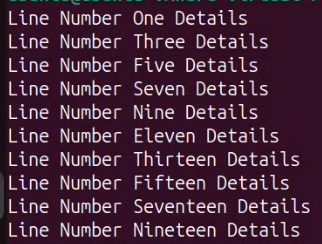 Line Number One Details
Line Number Three Details
Line Number Five Details
Line Number Seven Details
Line Number Nine Details
Line Number Eleven Details
Line Number Thirteen Details
Line Number Fifteen Details
Line Number Seventeen Details
Line Number Nineteen Details